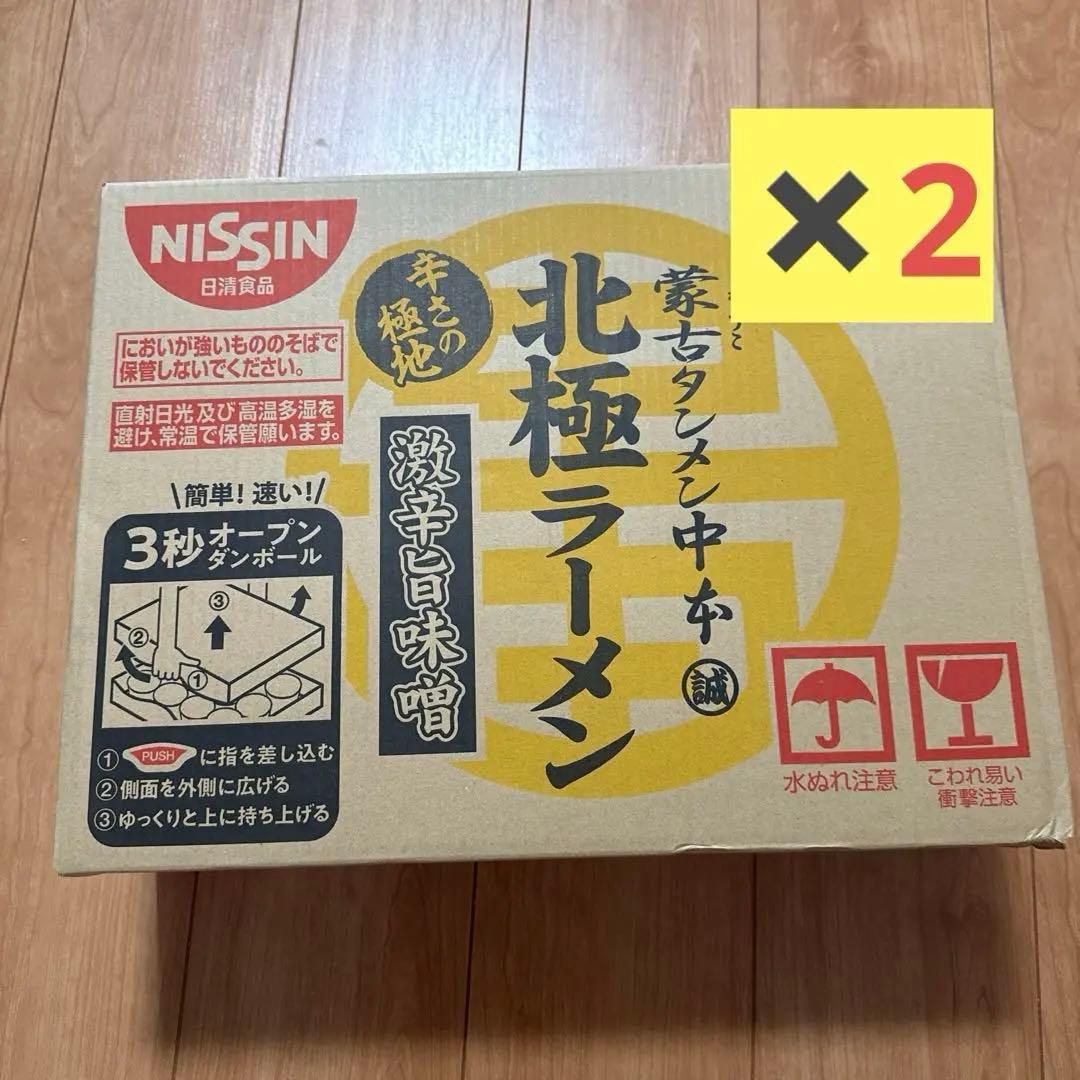 ✖2
NISSIN
日清食品
においが強いもののそばで
保管しないでください。
直射日光及び高温多湿を
避け、常温で保管願います。
\簡単!速い!/
3秒オープン
ダンボール
③
②
①
①PUSHに指を差し込む
②側面を外側に広げる
③ゆっくりと上に持ち上げる
蒙古タンメン中本
誠
北極ラーメン
辛さの
極地
激辛旨味噌
水ぬれ注意
こわれ易い
衝撃注意